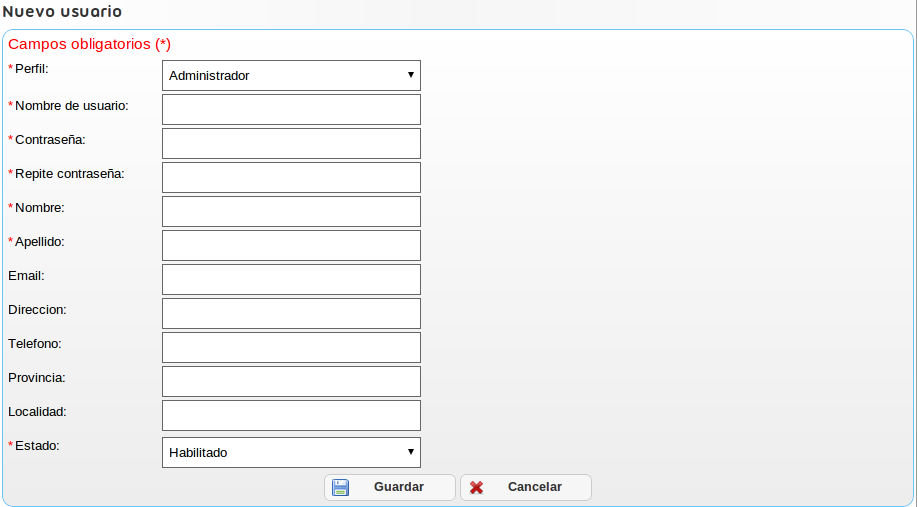 Nuevo usuario
Campos obligatorios (*)
* Perfil: Administrador
* Nombre de usuario:
* Contraseña:
* Repite contraseña:
* Nombre:
* Apellido:
Email:
Direccion:
Telefono:
Provincia:
Localidad:
* Estado: Habilitado
Guardar Cancelar